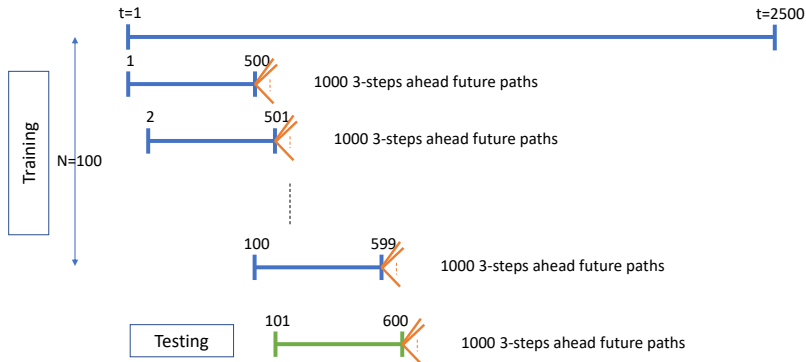 t=1
t=2500
1
500
1000 3-steps ahead future paths
2
501
1000 3-steps ahead future paths
Training
N=100
100
599
1000 3-steps ahead future paths
101
600
Testing
1000 3-steps ahead future paths